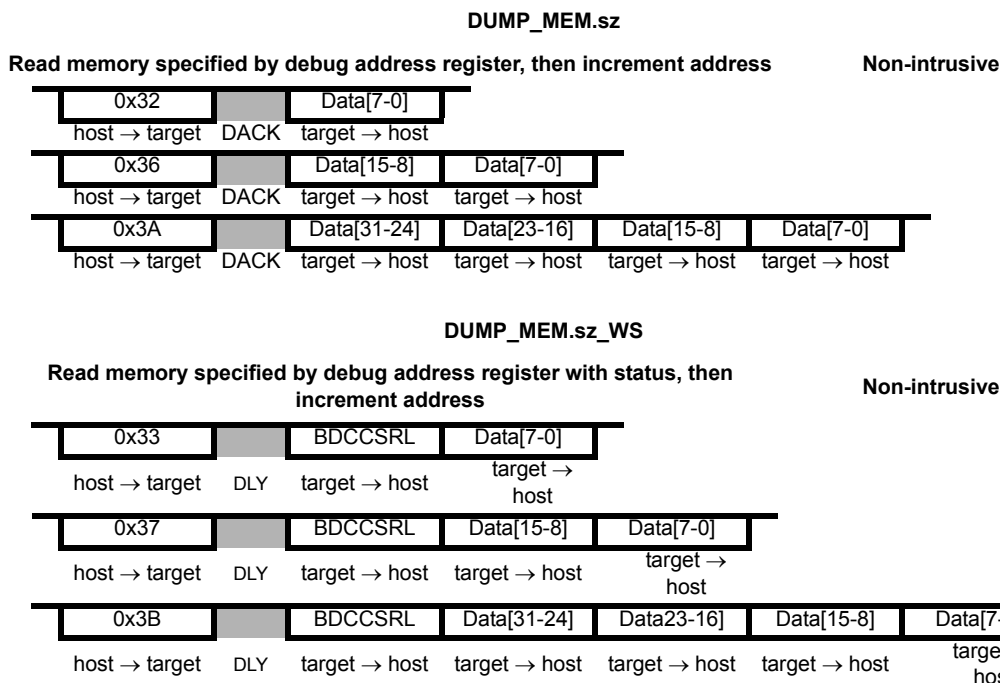 DUMP_MEM.sz
Read memory specified by debug address register, then increment address Non-intrusive
0x32 Data[7-0]
host → target DACK target → host
0x36 Data[15-8] Data[7-0]
host → target DACK target → host target → host
0x3A Data[31-24] Data[23-16] Data[15-8] Data[7-0]
host → target DACK target → host target → host target → host target → host
DUMP_MEM.sz_WS
Read memory specified by debug address register with status, then
increment address
Non-intrusive
0x33 BDCCSRL Data[7-0]
host → target DLY target → host target →
host
0x37 BDCCSRL Data[15-8] Data[7-0]
host → target DLY target → host target → host target →
host
0x3B BDCCSRL Data[31-24] Data23-16] Data[15-8] Data[7-
host → target DLY target → host target → host target → host target → host